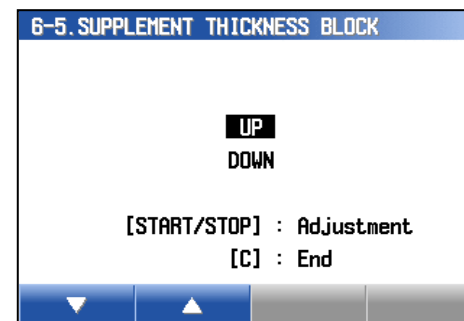 6-5.SUPPLEMENT THICKNESS BLOCK
UP
DOWN
[START/STOP] : Adjustment
[C] : End